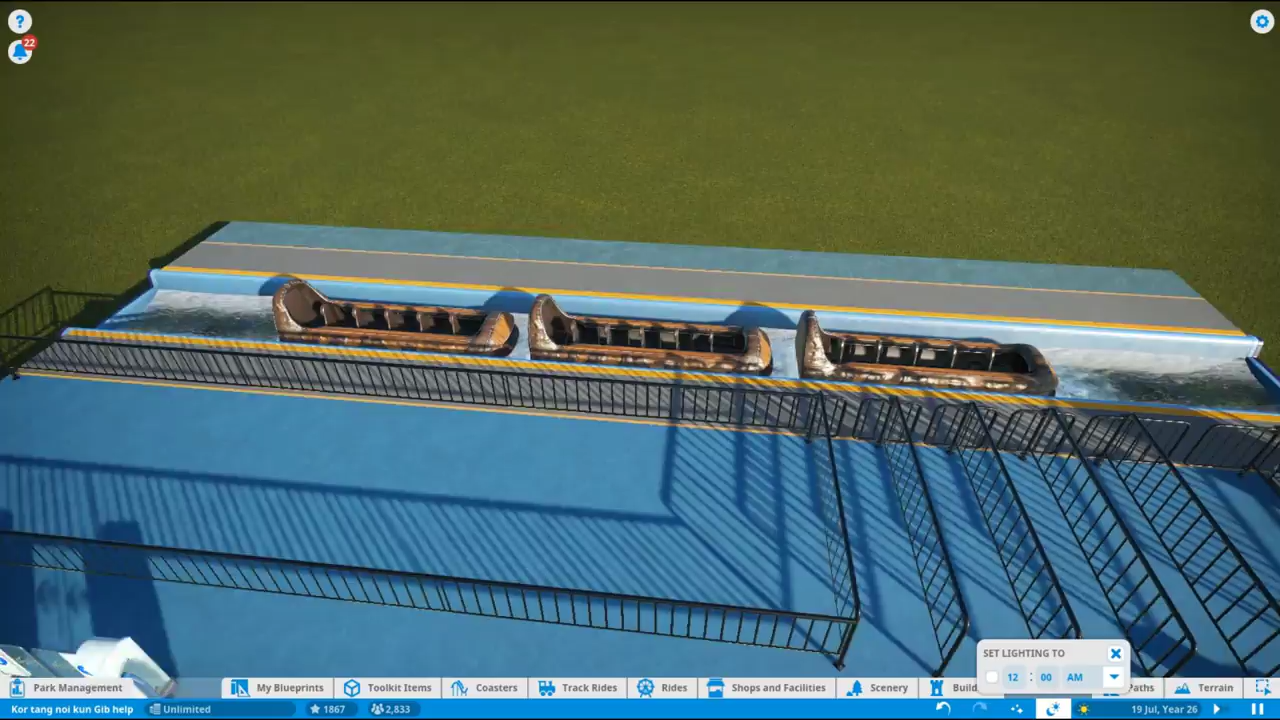 ?
22
SET LIGHTING TO
12 : 00 AM
Park Management
My Blueprints
Toolkit Items
Coasters
Track Rides
Rides
Shops and Facilities
Scenery
Build
Paths
Terrain
Kor tang noi kun Gib help
Unlimited
1867
2,833
19 Jul, Year 26